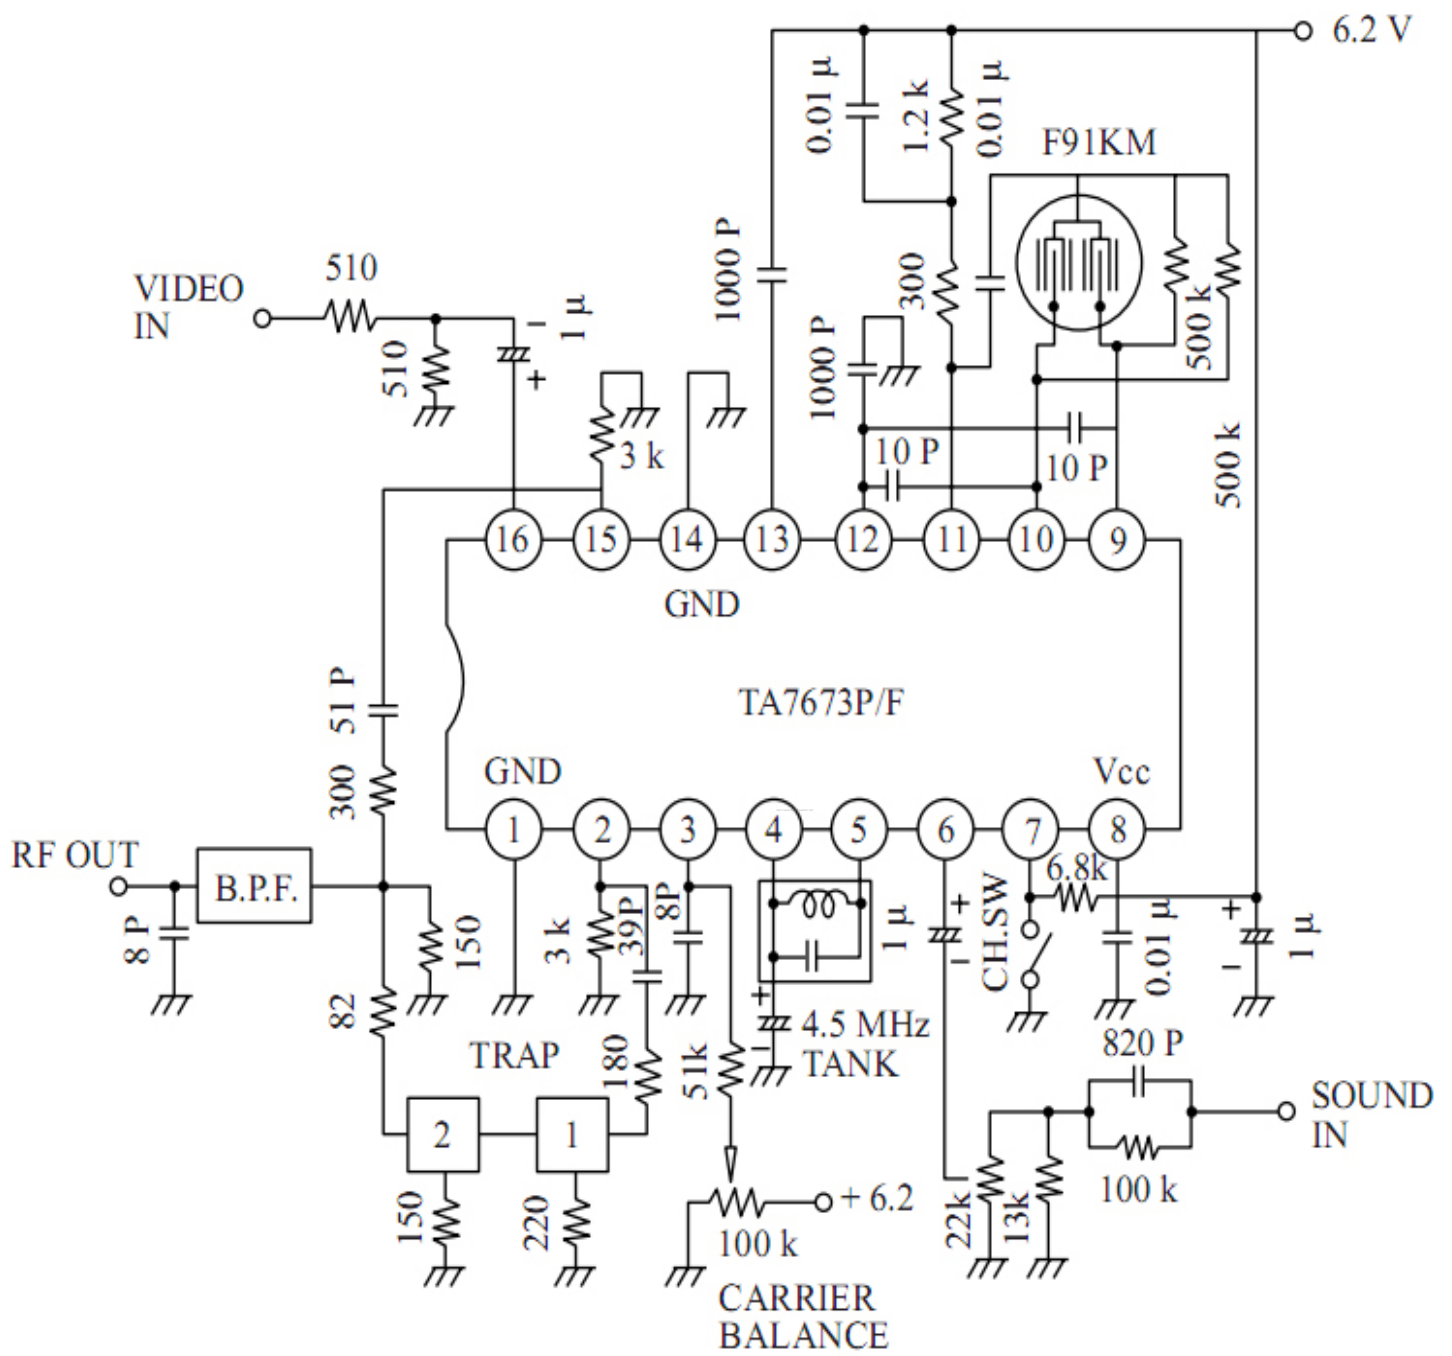 6.2 V
0.01 μ
1.2 k
0.01 μ
F91KM
1000 P
300
500 k
VIDEO
IN
510
510
− 1 μ
+
1000 P
3 k
10 P
10 P
500 k
16
15
14
13
12
11
10
9
GND
TA7673P/F
51 P
300
GND
Vcc
1
2
3
4
5
6
7
8
RF OUT
B.P.F.
8 P
150
3 k
39P
8P
1 μ
+
−
CH.SW
6.8k
0.01 μ
+
−
1 μ
82
TRAP
180
51k
+
−
4.5 MHz
TANK
820 P
SOUND
IN
2
1
100 k
150
220
+ 6.2
100 k
22k
13k
CARRIER
BALANCE